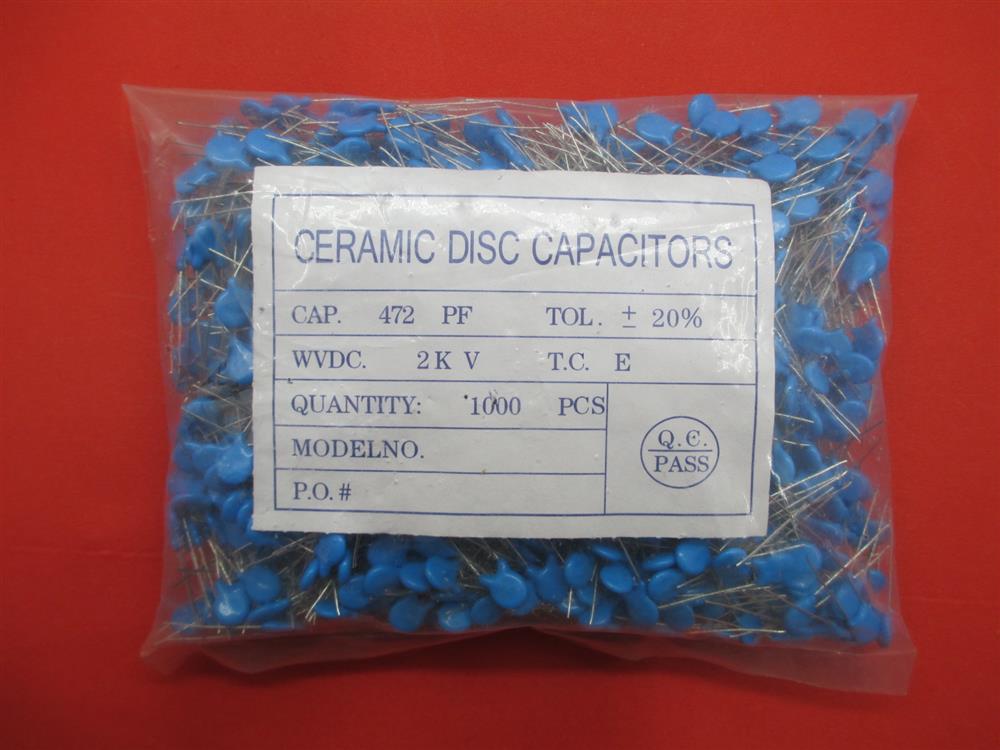 CERAMIC DISC CAPACITORS
CAP. 472 PF TOL. ± 20%
WVDC. 2K V T.C. E
QUANTITY: 1000 PCS
MODELNO.
P.O. #
Q.C.
PASS